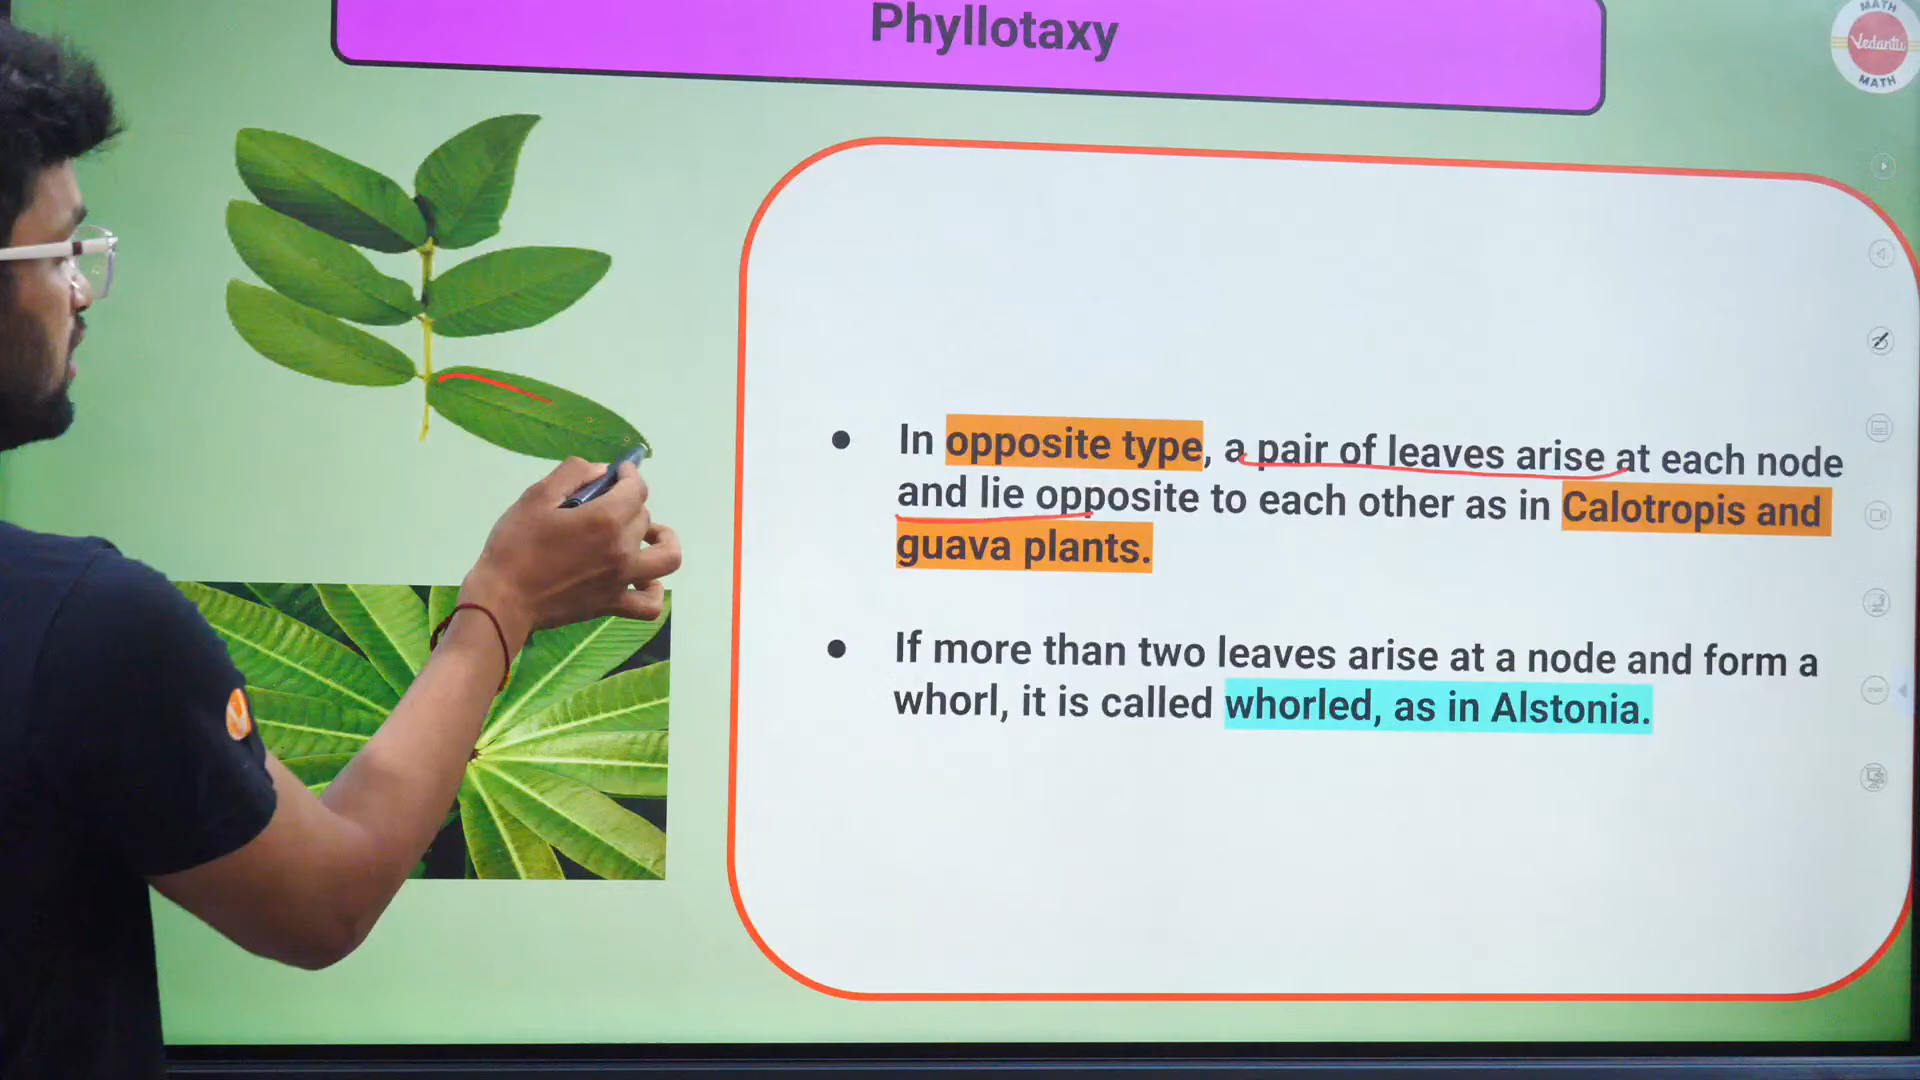 Phyllotaxy
MATH
Vedantu
MATH
In opposite type, a pair of leaves arise at each node
and lie opposite to each other as in Calotropis and
guava plants.
If more than two leaves arise at a node and form a
whorl, it is called whorled, as in Alstonia.